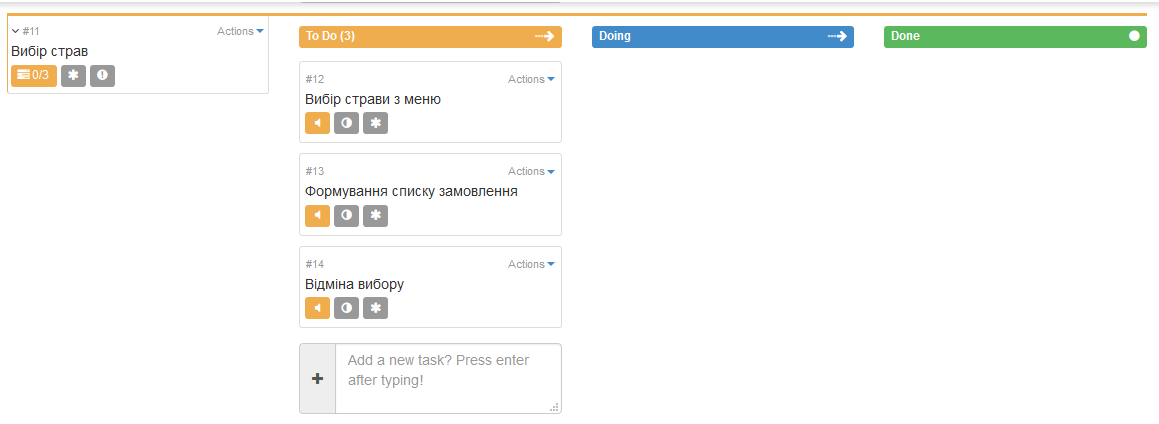 #11 Actions
Вибір страв
0/3
To Do (3)
#12 Actions
Вибір страви з меню
#13 Actions
Формування списку замовлення
#14 Actions
Відміна вибору
Add a new task? Press enter
after typing!
Doing
Done